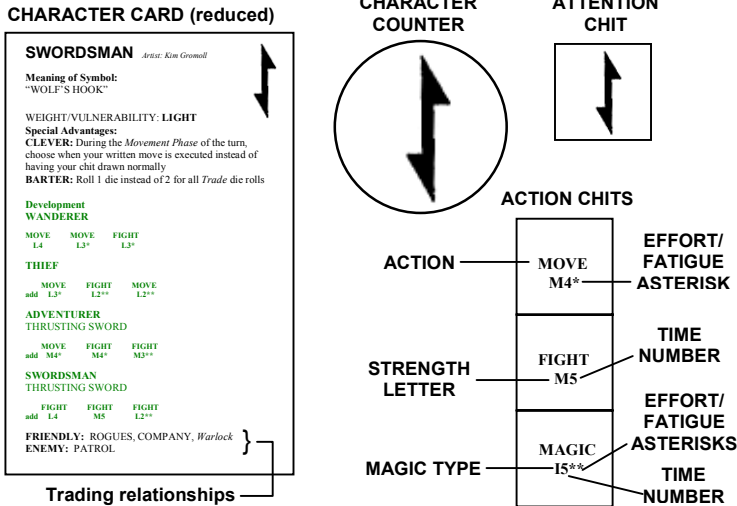 CHARACTER CARD (reduced)
SWORDSMAN Artist: Kim Gromoll
Meaning of Symbol:
“WOLF’S HOOK”
WEIGHT/VULNERABILITY: LIGHT
Special Advantages:
CLEVER: During the Movement Phase of the turn,
choose when your written move is executed instead of
having your chit drawn normally
BARTER: Roll 1 die instead of 2 for all Trade die rolls
Development
WANDERER
MOVE MOVE FIGHT
L4 L3* L3*
THIEF
MOVE FIGHT MOVE
add L3* L2** L2**
ADVENTURER
THRUSTING SWORD
MOVE FIGHT FIGHT
add M4* M4* M3**
SWORDSMAN
THRUSTING SWORD
FIGHT FIGHT FIGHT
add L4 M5 L2**
FRIENDLY: ROGUES, COMPANY, Warlock }
ENEMY: PATROL
Trading relationships
CHARACTER
COUNTER
ATTENTION
CHIT
ACTION CHITS
ACTION
MOVE
M4*
EFFORT/
FATIGUE
ASTERISK
STRENGTH
LETTER
FIGHT
M5
TIME
NUMBER
MAGIC TYPE
MAGIC
I5**
EFFORT/
FATIGUE
ASTERISKS
TIME
NUMBER